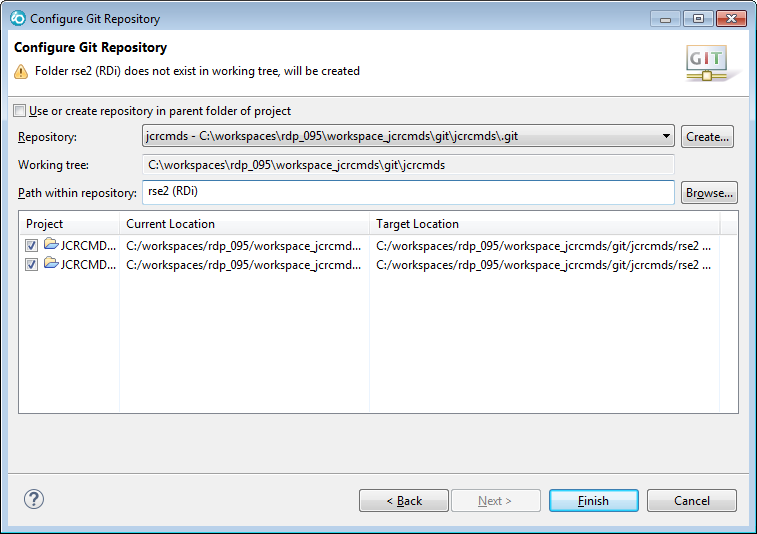 Configure Git Repository
Configure Git Repository
Folder rse2 (RDi) does not exist in working tree, will be created
GIT
Use or create repository in parent folder of project
Repository: jcrcmds - C:\workspaces\rdp_095\workspace_jcrcmds\git\jcrcmds\.git Create...
Working tree: C:\workspaces\rdp_095\workspace_jcrcmds\git\jcrcmds
Path within repository: rse2 (RDi) Browse...
Project Current Location Target Location
JCRCMD... C:/workspaces/rdp_095/workspace_jcrcmd... C:/workspaces/rdp_095/workspace_jcrcmds/git/jcrcmds/rse2 ...
JCRCMD... C:/workspaces/rdp_095/workspace_jcrcmd... C:/workspaces/rdp_095/workspace_jcrcmds/git/jcrcmds/rse2 ...
? < Back Next > Finish Cancel